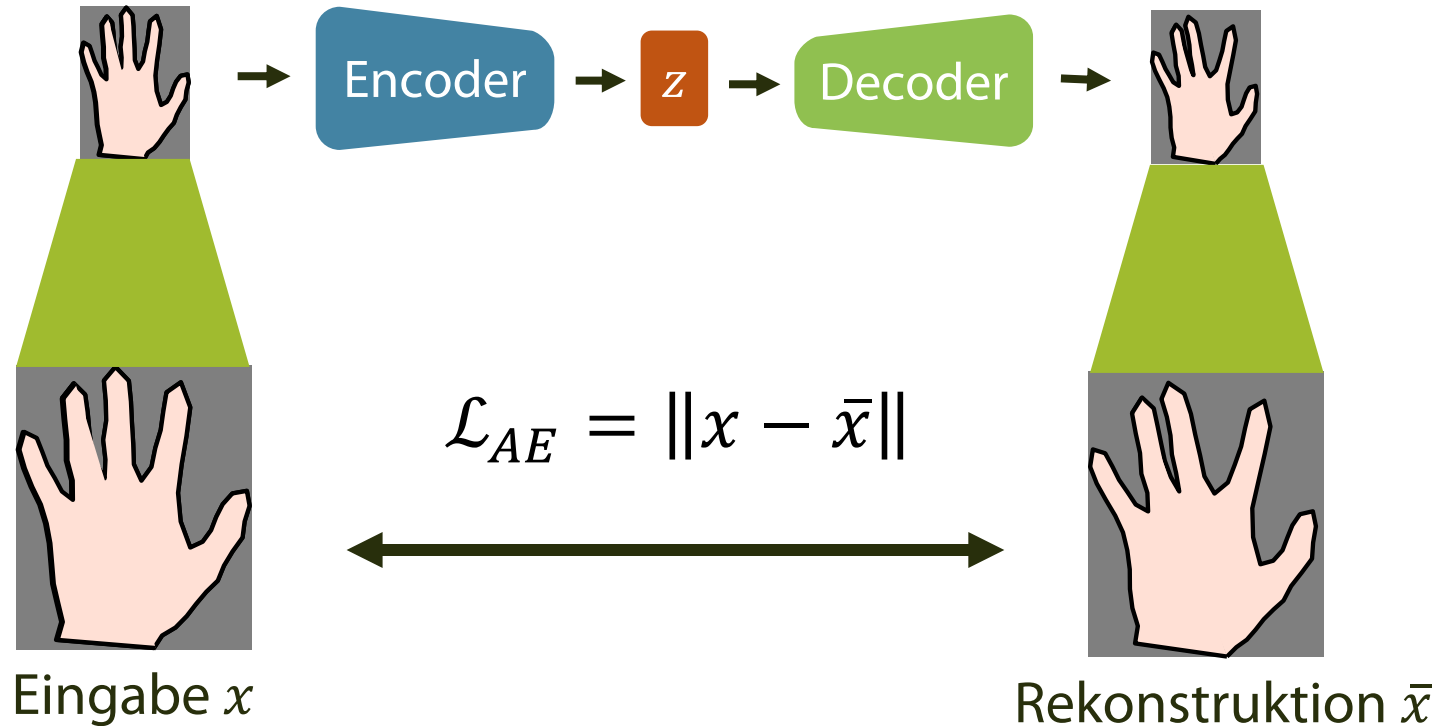 Encoder z Decoder
ℒ_AE = ‖x − x̄‖
Eingabe x
Rekonstruktion x̄